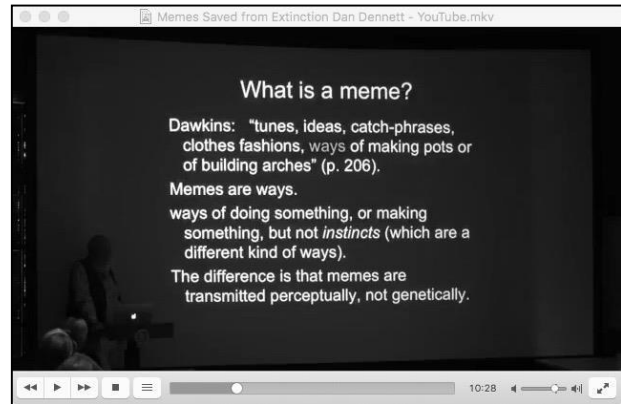 Memes Saved from Extinction Dan Dennett - YouTube.mkv
What is a meme?
Dawkins: “tunes, ideas, catch-phrases,
clothes fashions, ways of making pots or
of building arches” (p. 206).
Memes are ways.
ways of doing something, or making
something, but not instincts (which are a
different kind of ways).
The difference is that memes are
transmitted perceptually, not genetically.
10:28